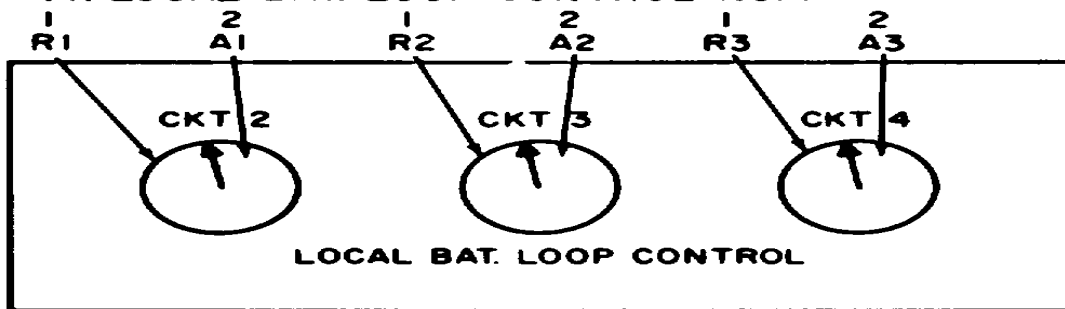 1 2 1 2 1 2
R1 A1 R2 A2 R3 A3
CKT 2 CKT 3 CKT 4
LOCAL BAT. LOOP CONTROL